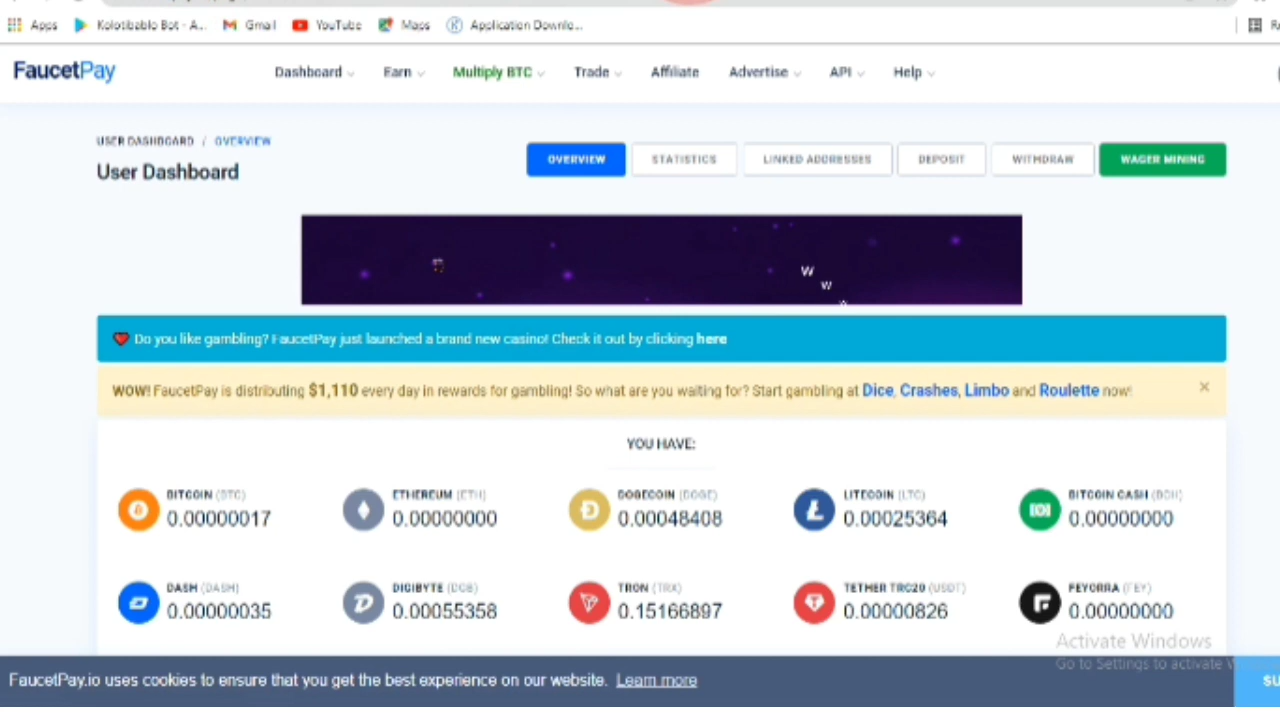 Apps Kolotibablo Bot - A... Gmail YouTube Maps Application Downlo...
FaucetPay Dashboard Earn Multiply BTC Trade Affiliate Advertise API Help
USER DASHBOARD / OVERVIEW
User Dashboard
OVERVIEW STATISTICS LINKED ADDRESSES DEPOSIT WITHDRAW WAGER MINING
W
W
W
Do you like gambling? FaucetPay just launched a brand new casino! Check it out by clicking here
WOW! FaucetPay is distributing $1,110 every day in rewards for gambling! So what are you waiting for? Start gambling at Dice, Crashes, Limbo and Roulette now! ×
YOU HAVE:
BITCOIN (BTC) ETHEREUM (ETH) DOGECOIN (DOGE) LITECOIN (LTC) BITCOIN CASH (BCH)
0.00000017 0.00000000 0.00048408 0.00025364 0.00000000
DASH (DASH) DIGIBYTE (DGB) TRON (TRX) TETHER TRC20 (USDT) FEYORRA (FEY)
0.00000035 0.00055358 0.15166897 0.00000826 0.00000000
Activate Windows
Go to Settings to activate
FaucetPay.io uses cookies to ensure that you get the best experience on our website. Learn more